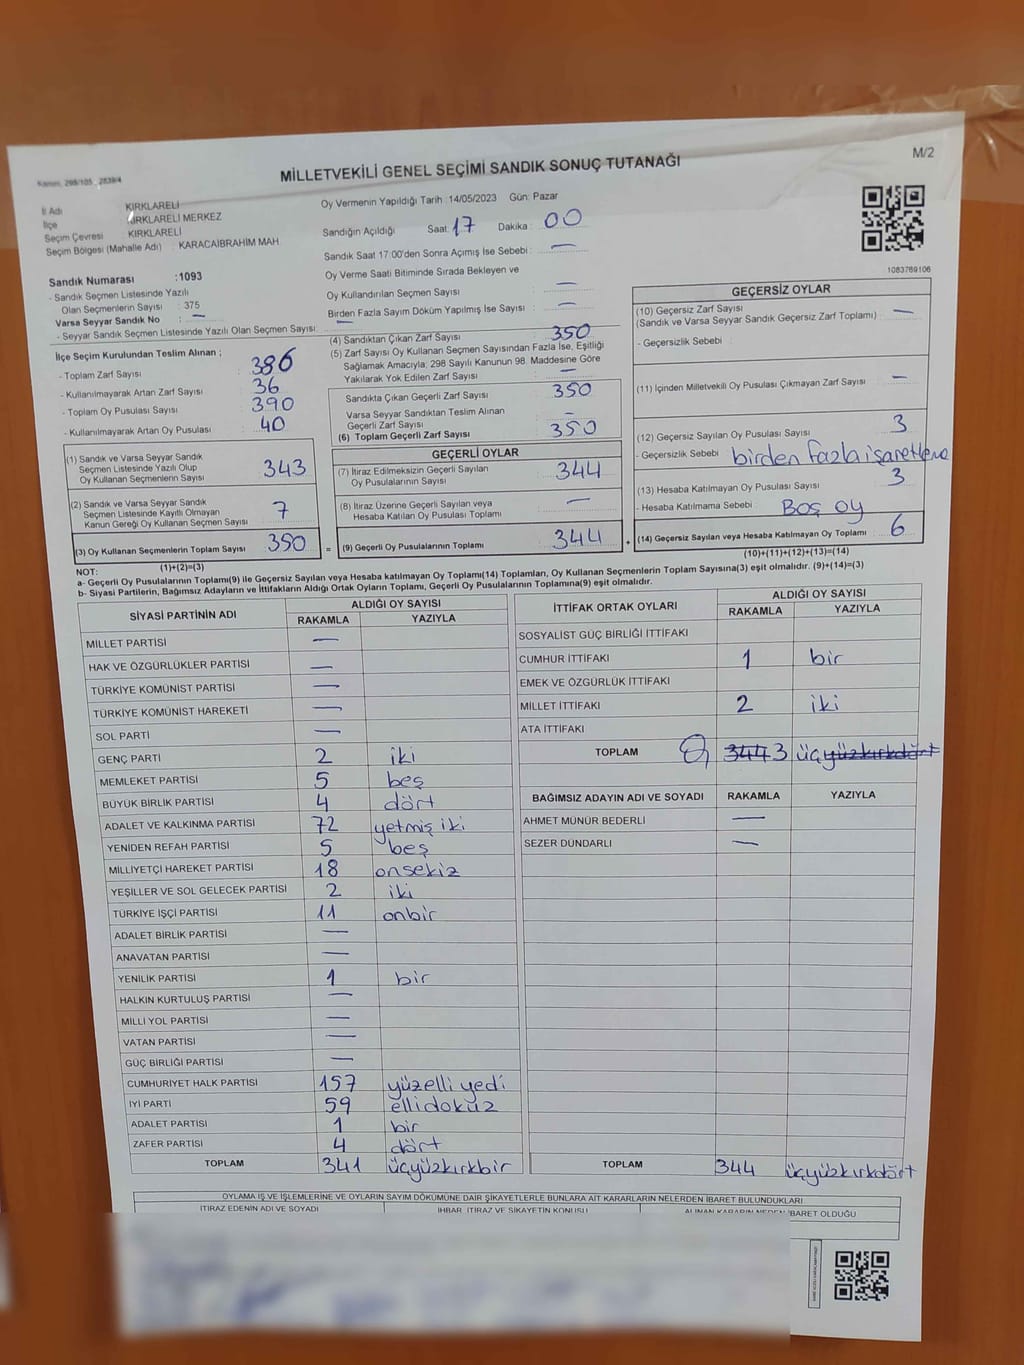 M/2
MİLLETVEKİLİ GENEL SEÇİMİ SANDIK SONUÇ TUTANAĞI
İl Adı KIRKLARELİ
İlçe KIRKLARELİ MERKEZ
Seçim Çevresi KIRKLARELİ
Seçim Bölgesi (Mahalle Adı) : KARACAİBRAHİM MAH
Sandık Numarası :1093
- Sandık Seçmen Listesinde Yazılı
Olan Seçmenlerin Sayısı : 375
Varsa Seyyar Sandık No : —
- Seyyar Sandık Seçmen Listesinde Yazılı Olan Seçmen Sayısı: —
Oy Vermenin Yapıldığı Tarih :14/05/2023 Gün: Pazar
Sandığın Açıldığı Saat: 17 Dakika : 00
Sandık Saat 17:00'den Sonra Açımış İse Sebebi : —
Oy Verme Saati Bitiminde Sırada Bekleyen ve
Oy Kullandırılan Seçmen Sayısı : —
Birden Fazla Sayım Döküm Yapılmış İse Sayısı : —
1083769106
İlçe Seçim Kurulundan Teslim Alınan ;
- Toplam Zarf Sayısı : 386
- Kullanılmayarak Artan Zarf Sayısı : 36
- Toplam Oy Pusulası Sayısı : 390
- Kullanılmayarak Artan Oy Pusulası : 40
(1) Sandık ve Varsa Seyyar Sandık
Seçmen Listesinde Yazılı Olup
Oy Kullanan Seçmenlerin Sayısı 343
(2) Sandık ve Varsa Seyyar Sandık
Seçmen Listesinde Kayıtlı Olmayan
Kanun Gereği Oy Kullanan Seçmen Sayısı 7
(3) Oy Kullanan Seçmenlerin Toplam Sayısı 350
(1)+(2)=(3)
(4) Sandıktan Çıkan Zarf Sayısı : 350
(5) Zarf Sayısı Oy Kullanan Seçmen Sayısından Fazla İse, Eşitliği
Sağlamak Amacıyla; 298 Sayılı Kanunun 98. Maddesine Göre
Yakılarak Yok Edilen Zarf Sayısı : —
Sandıkta Çıkan Geçerli Zarf Sayısı : 350
Varsa Seyyar Sandıktan Teslim Alınan
Geçerli Zarf Sayısı : —
(6) Toplam Geçerli Zarf Sayısı : 350
GEÇERLİ OYLAR
(7) İtiraz Edilmeksizin Geçerli Sayılan
Oy Pusulalarının Sayısı : 344
(8) İtiraz Üzerine Geçerli Sayılan veya
Hesaba Katılan Oy Pusulası Toplamı : —
= (9) Geçerli Oy Pusulalarının Toplamı : 344 +
GEÇERSİZ OYLAR
(10) Geçersiz Zarf Sayısı
(Sandık ve Varsa Seyyar Sandık Geçersiz Zarf Toplamı) : —
- Geçersizlik Sebebi :
(11) İçinden Milletvekili Oy Pusulası Çıkmayan Zarf Sayısı : —
(12) Geçersiz Sayılan Oy Pusulası Sayısı : 3
- Geçersizlik Sebebi : birden fazla işaretleme
(13) Hesaba Katılmayan Oy Pusulası Sayısı : 3
- Hesaba Katılmama Sebebi : Boş oy
(14) Geçersiz Sayılan veya Hesaba Katılmayan Oy Toplamı : 6
(10)+(11)+(12)+(13)=(14)
NOT:
a- Geçerli Oy Pusulalarının Toplamı(9) ile Geçersiz Sayılan veya Hesaba katılmayan Oy Toplamı(14) Toplamları, Oy Kullanan Seçmenlerin Toplam Sayısına(3) eşit olmalıdır. (9)+(14)=(3)
b- Siyasi Partilerin, Bağımsız Adayların ve İttifakların Aldığı Ortak Oyların Toplamı, Geçerli Oy Pusulalarının Toplamına(9) eşit olmalıdır.
SİYASİ PARTİNİN ADI ALDIĞI OY SAYISI
RAKAMLA YAZIYLA
MİLLET PARTİSİ —
HAK VE ÖZGÜRLÜKLER PARTİSİ —
TÜRKİYE KOMÜNİST PARTİSİ —
TÜRKİYE KOMÜNİST HAREKETİ —
SOL PARTİ —
GENÇ PARTİ 2 iki
MEMLEKET PARTİSİ 5 beş
BÜYÜK BİRLİK PARTİSİ 4 dört
ADALET VE KALKINMA PARTİSİ 72 yetmiş iki
YENİDEN REFAH PARTİSİ 5 beş
MİLLİYETÇİ HAREKET PARTİSİ 18 onsekiz
YEŞİLLER VE SOL GELECEK PARTİSİ 2 iki
TÜRKİYE İŞÇİ PARTİSİ 11 onbir
ADALET BİRLİK PARTİSİ —
ANAVATAN PARTİSİ —
YENİLİK PARTİSİ 1 bir
HALKIN KURTULUŞ PARTİSİ —
MİLLİ YOL PARTİSİ —
VATAN PARTİSİ —
GÜÇ BİRLİĞİ PARTİSİ —
CUMHURİYET HALK PARTİSİ 157 yüzelli yedi
İYİ PARTİ 59 ellidokuz
ADALET PARTİSİ 1 bir
ZAFER PARTİSİ 4 dört
TOPLAM 341 üçyüzkırkbir
İTTİFAK ORTAK OYLARI ALDIĞI OY SAYISI
RAKAMLA YAZIYLA
SOSYALİST GÜÇ BİRLİĞİ İTTİFAKI
CUMHUR İTTİFAKI 1 bir
EMEK VE ÖZGÜRLÜK İTTİFAKI
MİLLET İTTİFAKI 2 iki
ATA İTTİFAKI
TOPLAM 344 3 üçyüzkırkdört
BAĞIMSIZ ADAYIN ADI VE SOYADI RAKAMLA YAZIYLA
AHMET MÜNÜR BEDERLİ —
SEZER DÜNDARLI —
TOPLAM 344 üçyüzkırkdört
OYLAMA İŞ VE İŞLEMLERİNE VE OYLARIN SAYIM DÖKÜMÜNE DAİR ŞİKAYETLERLE BUNLARA AİT KARARLARIN NELERDEN İBARET BULUNDUKLARI
İTİRAZ EDENİN ADI VE SOYADI İHBAR, İTİRAZ VE ŞİKAYETİN KONUSU ALINAN KARARIN NEDEN İBARET OLDUĞU